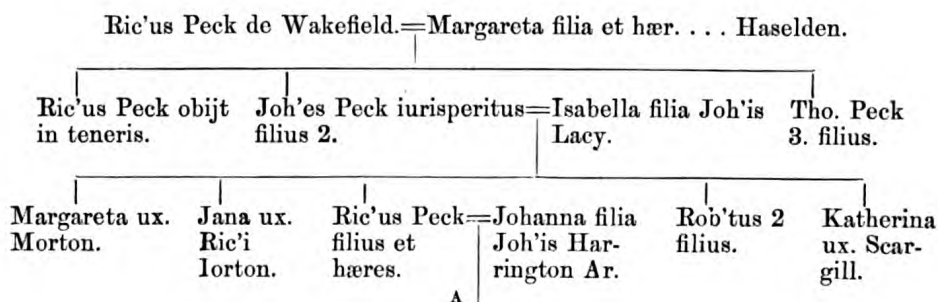 Ric'us Peck de Wakefield.=Margareta filia et hær. . . . Haselden.
Ric'us Peck obijt
in teneris.
Joh'es Peck iurisperitus=Isabella filia Joh'is
filius 2.
Lacy.
Tho. Peck
3. filius.
Margareta ux.
Morton.
Jana ux.
Ric'i
Iorton.
Ric'us Peck=Johanna filia
filius et
hæres.
Joh'is Har-
rington Ar.
Rob'tus 2
filius.
Katherina
ux. Scar-
gill.
A